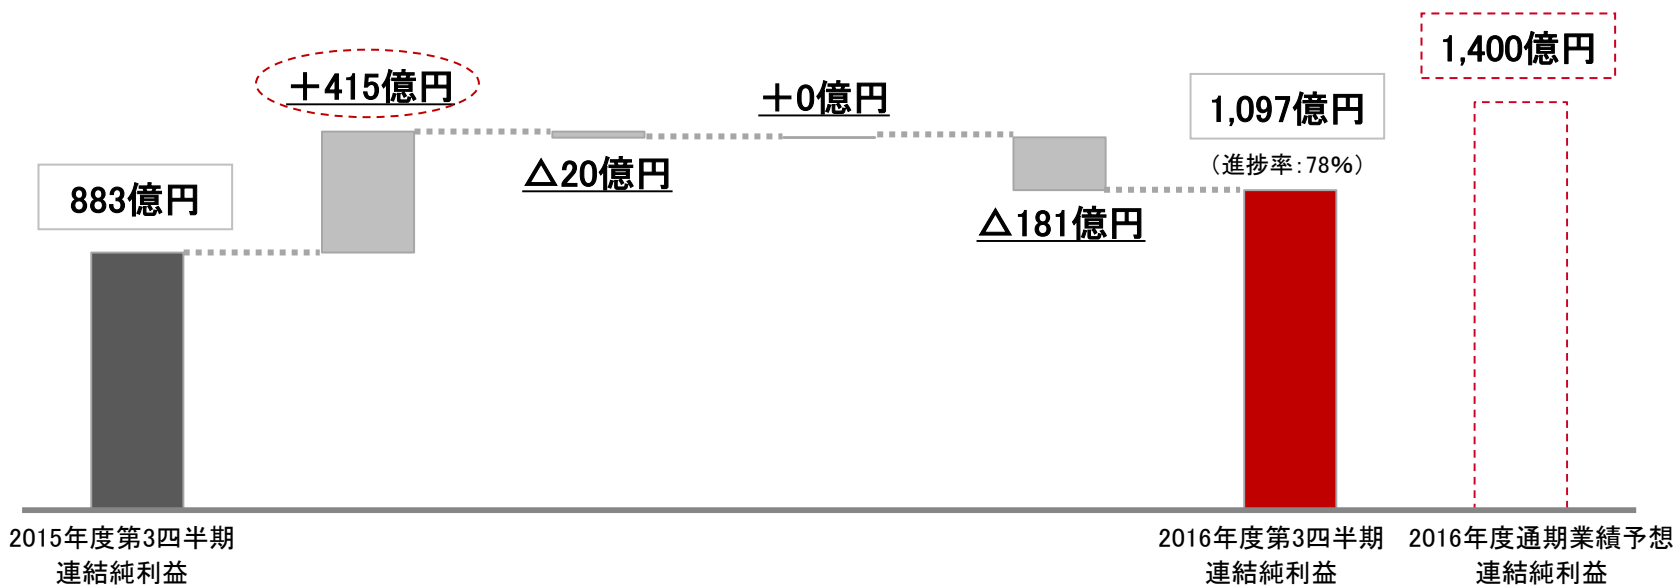 1,400億円
+415億円
+0億円
1,097億円
(進捗率:78%)
883億円
△20億円
△181億円
2015年度第3四半期
連結純利益
2016年度第3四半期
連結純利益
2016年度通期業績予想
連結純利益